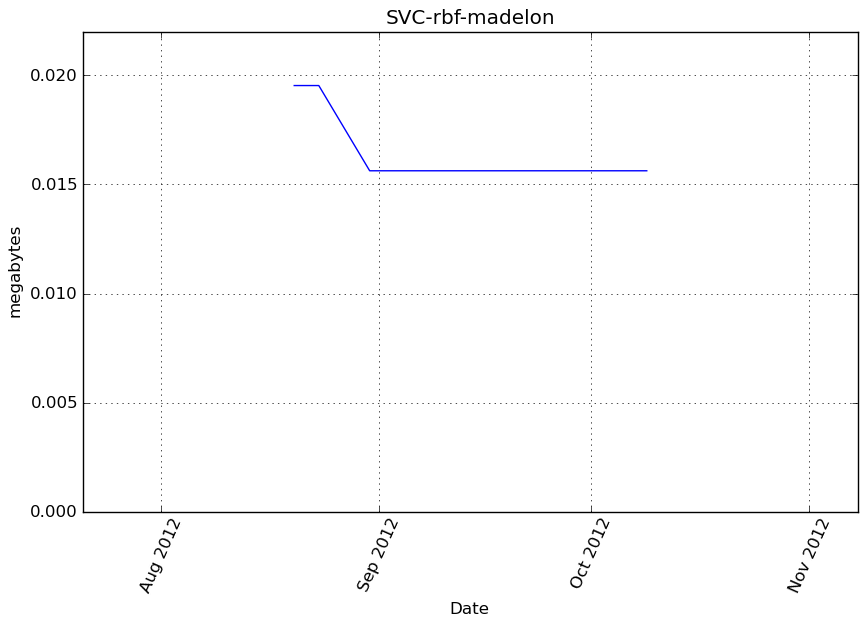 SVC-rbf-madelon
0.020
0.015
0.010
0.005
0.000
megabytes
Aug 2012
Sep 2012
Oct 2012
Nov 2012
Date